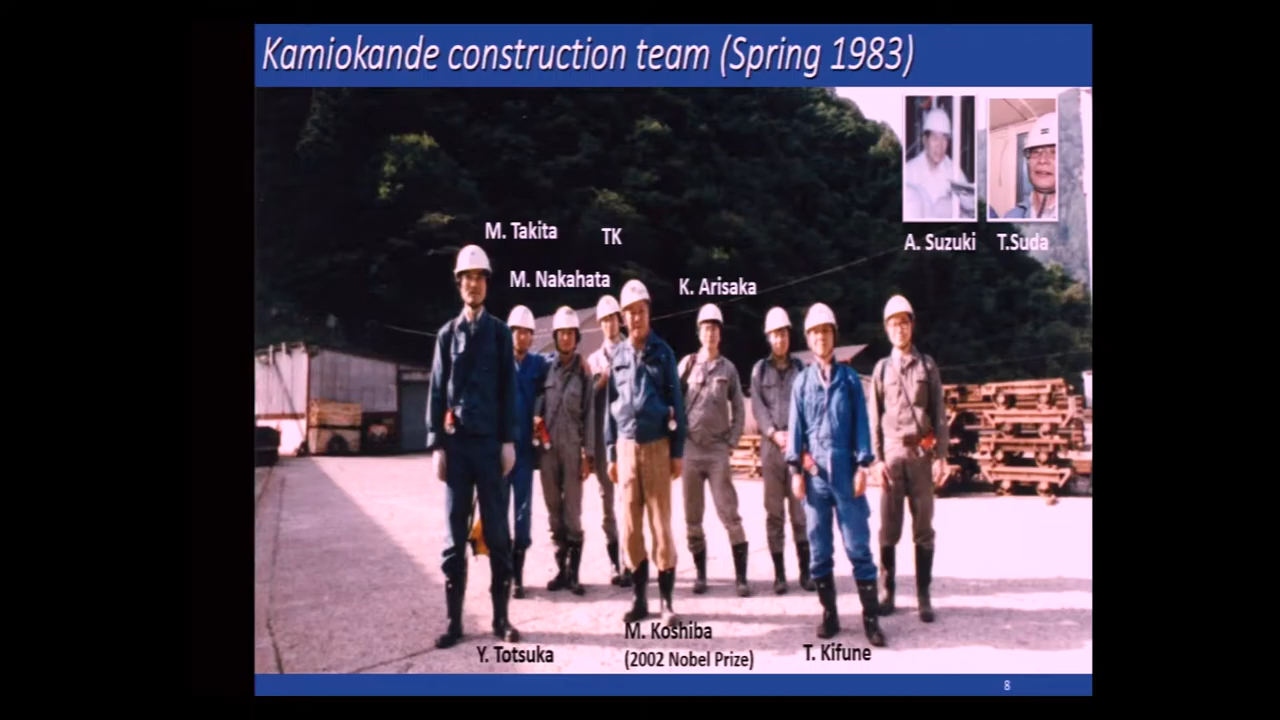 Kamiokande construction team (Spring 1983)
A. Suzuki
T.Suda
M. Takita
TK
M. Nakahata
K. Arisaka
M. Koshiba
(2002 Nobel Prize)
Y. Totsuka
T. Kifune
8